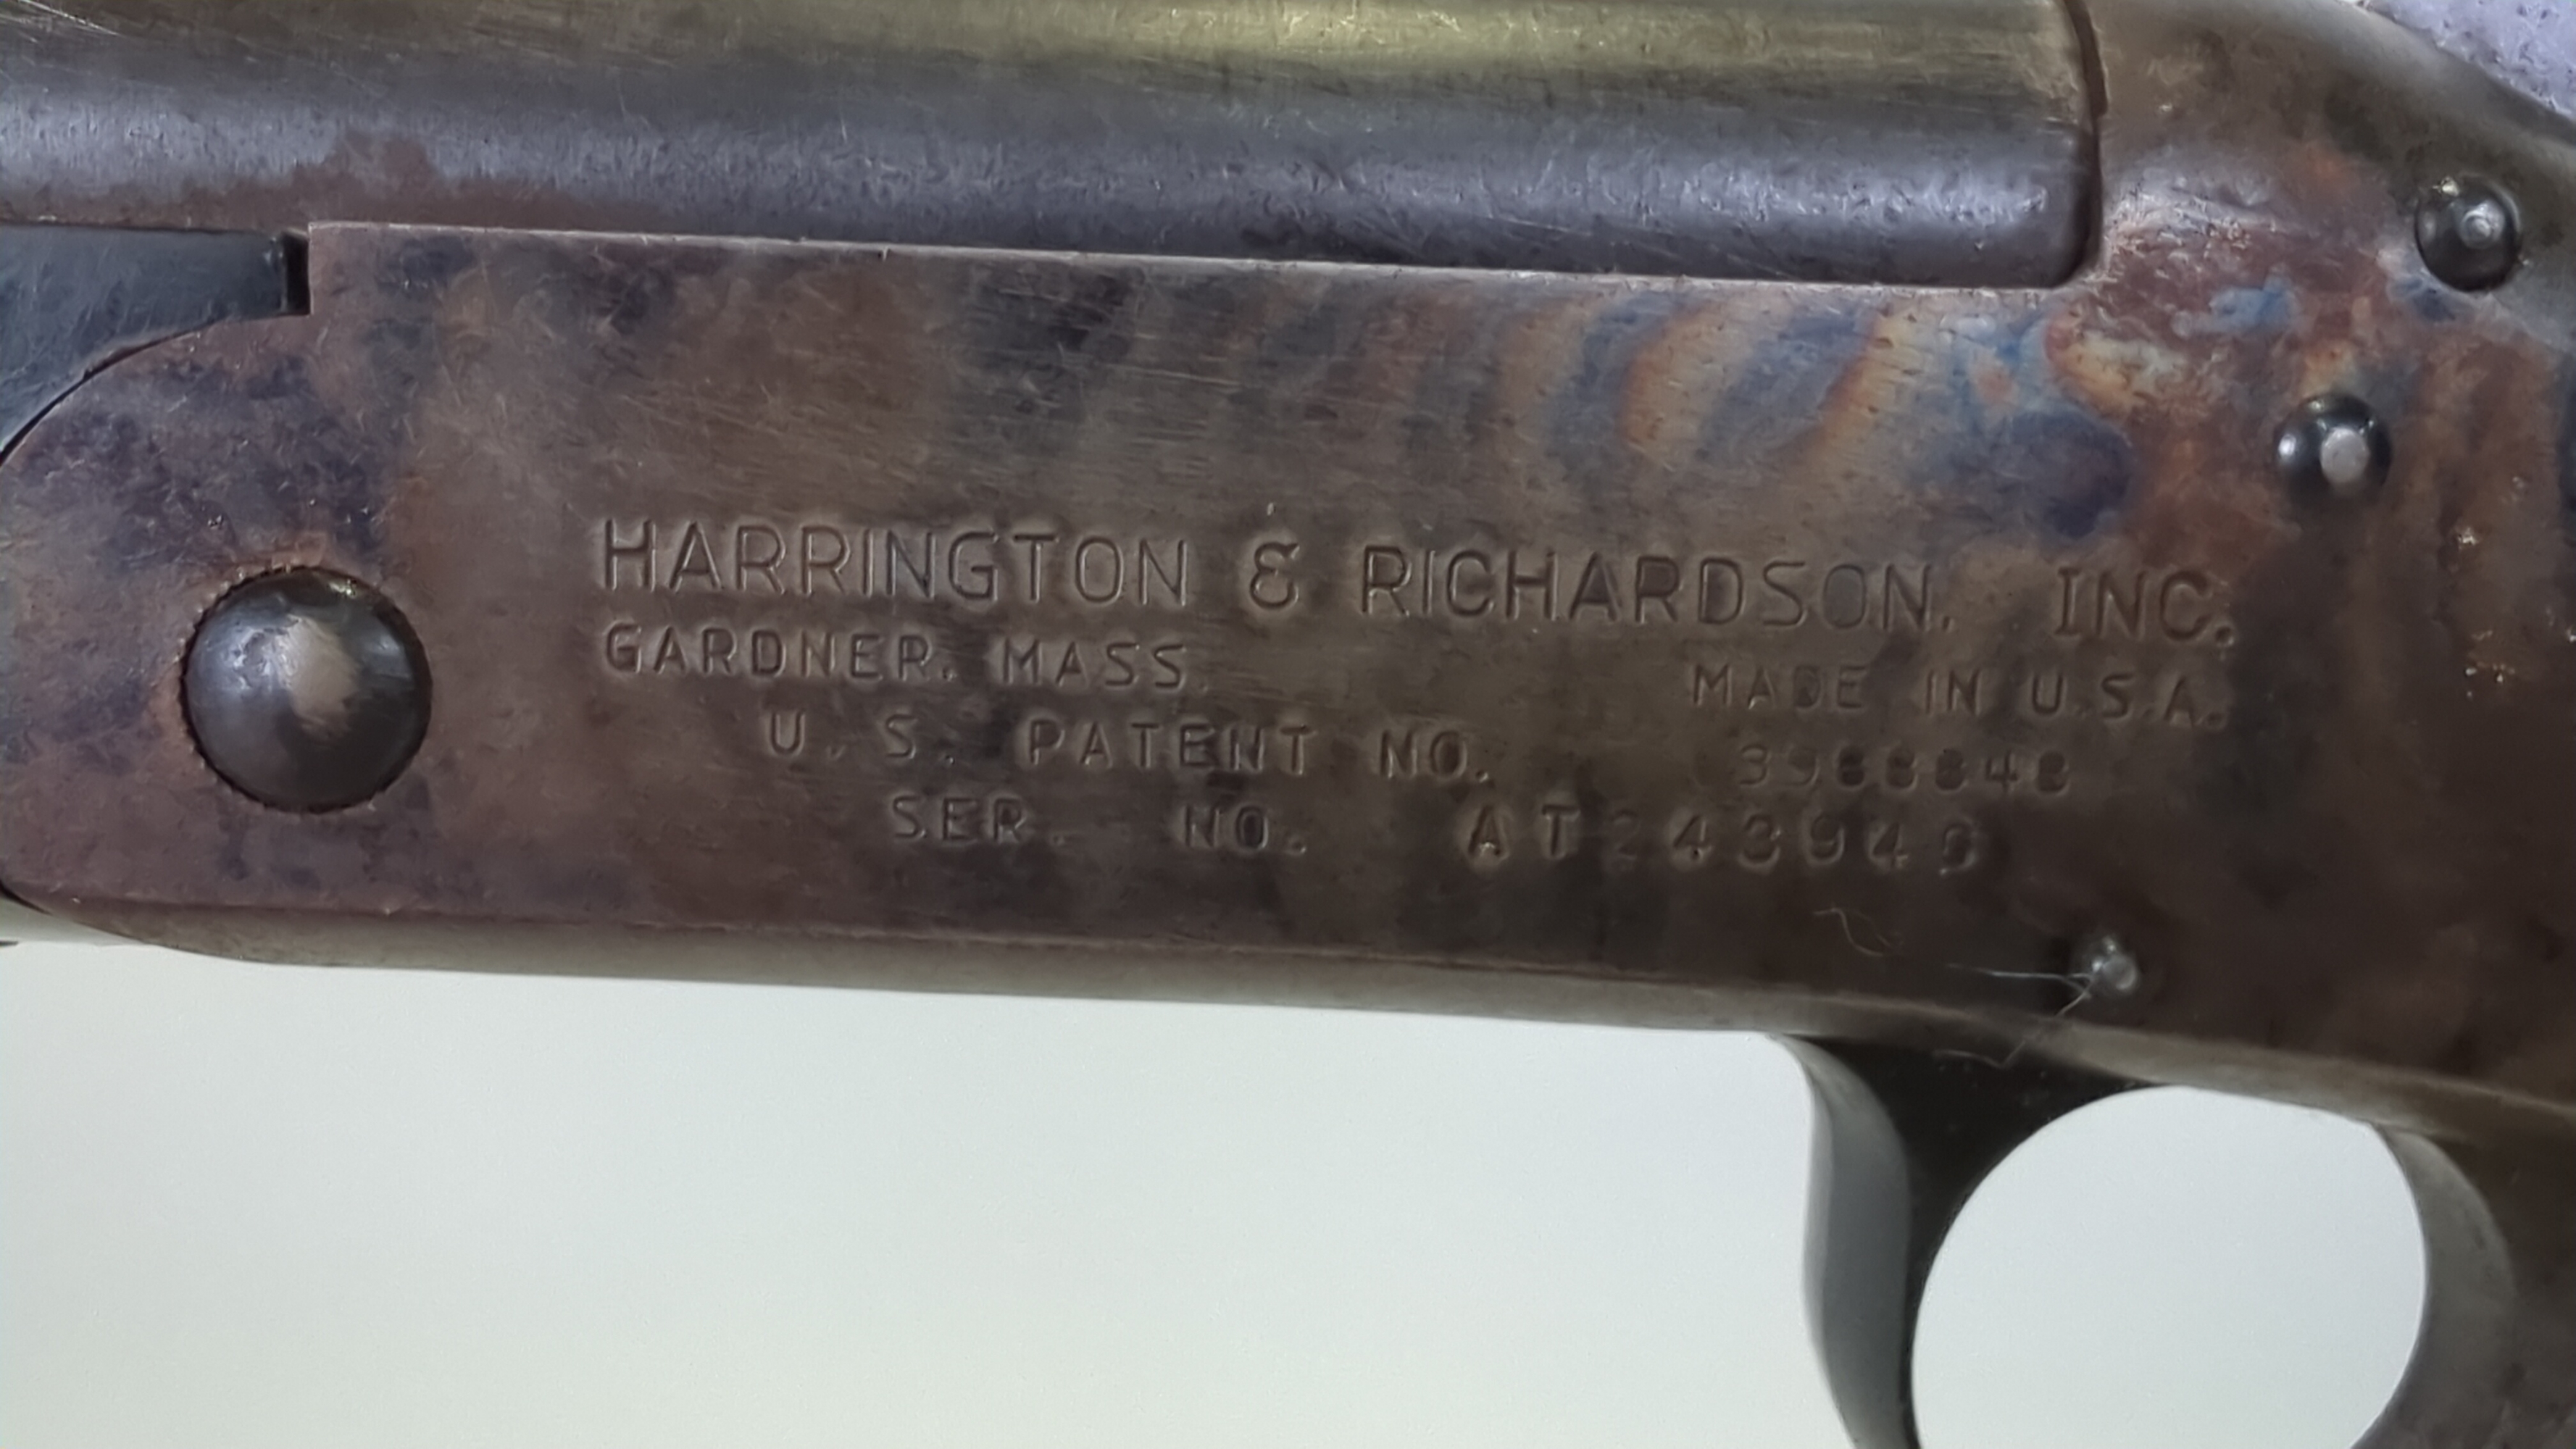 HARRINGTON & RICHARDSON, INC.
GARDNER, MASS. MADE IN U.S.A.
U. S. PATENT NO.
SER. NO.